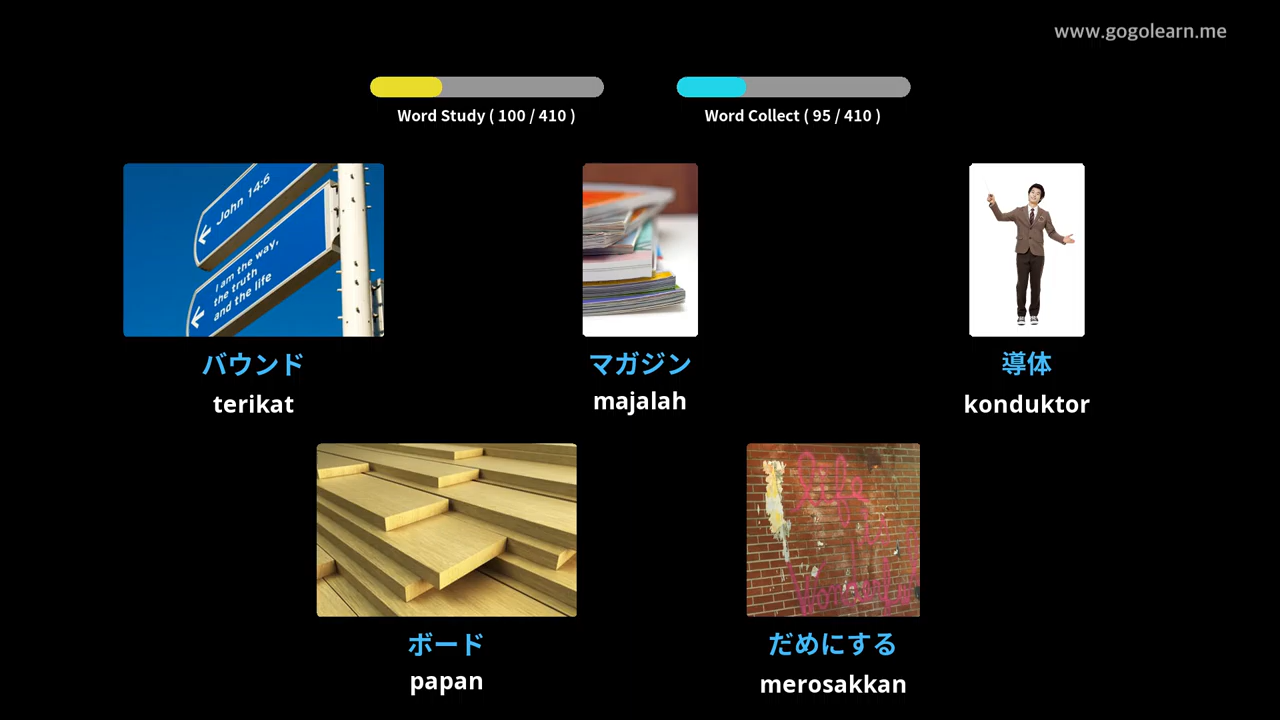 www.gogolearn.me
Word Study ( 100 / 410 )
Word Collect ( 95 / 410 )
John 14:6
I am the way,
the truth
and the life
バウンド
マガジン
導体
terikat
majalah
konduktor
life
ボード
だめにする
papan
merosakkan